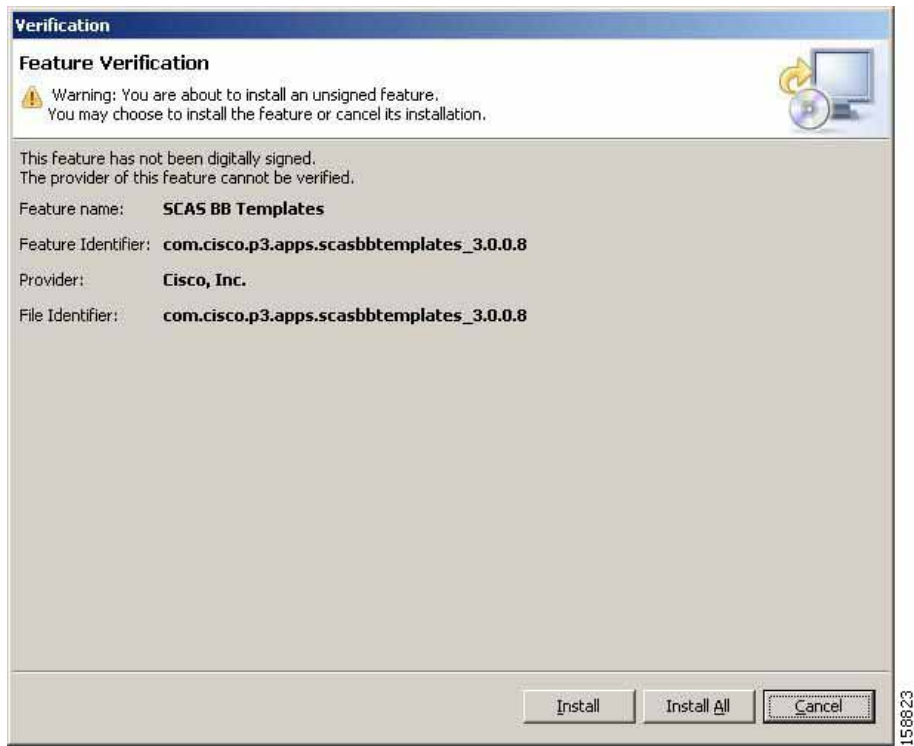 Verification
Feature Verification
Warning: You are about to install an unsigned feature.
You may choose to install the feature or cancel its installation.
This feature has not been digitally signed.
The provider of this feature cannot be verified.
Feature name: SCAS BB Templates
Feature Identifier: com.cisco.p3.apps.scasbbtemplates_3.0.0.8
Provider: Cisco, Inc.
File Identifier: com.cisco.p3.apps.scasbbtemplates_3.0.0.8
Install Install All Cancel
158823